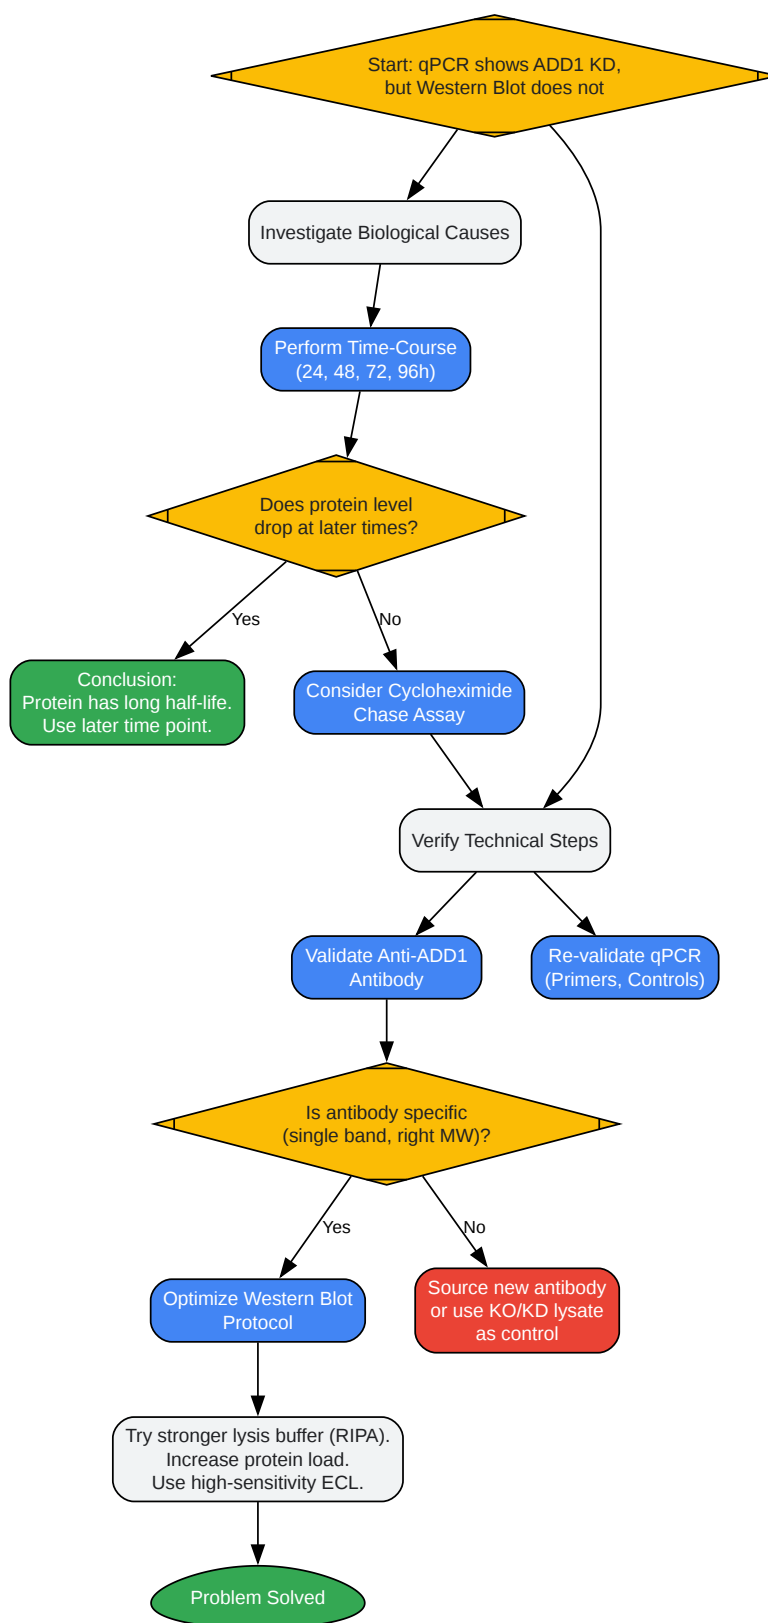 Start: qPCR shows ADD1 KD,
but Western Blot does not
Investigate Biological Causes
Perform Time-Course
(24, 48, 72, 96h)
Does protein level
drop at later times?
Yes
No
Conclusion:
Protein has long half-life.
Use later time point.
Consider Cycloheximide
Chase Assay
Verify Technical Steps
Validate Anti-ADD1
Antibody
Re-validate qPCR
(Primers, Controls)
Is antibody specific
(single band, right MW)?
Yes
No
Optimize Western Blot
Protocol
Source new antibody
or use KO/KD lysate
as control
Try stronger lysis buffer (RIPA).
Increase protein load.
Use high-sensitivity ECL.
Problem Solved